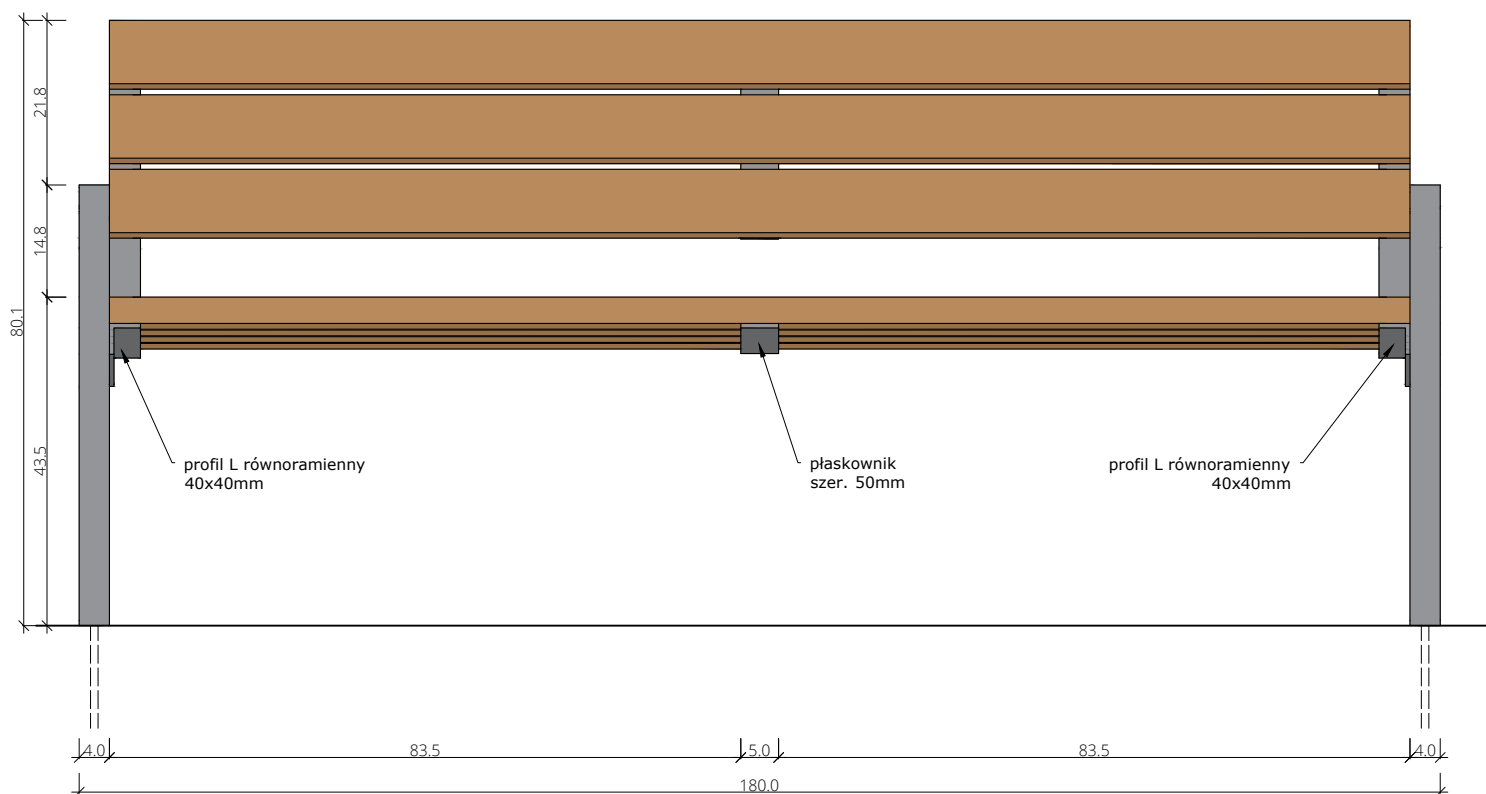 21.8
14.8
80.1
43.5
profil L równoramienny
40x40mm
płaskownik
szer. 50mm
profil L równoramienny
40x40mm
4.0
83.5
5.0
83.5
4.0
180.0